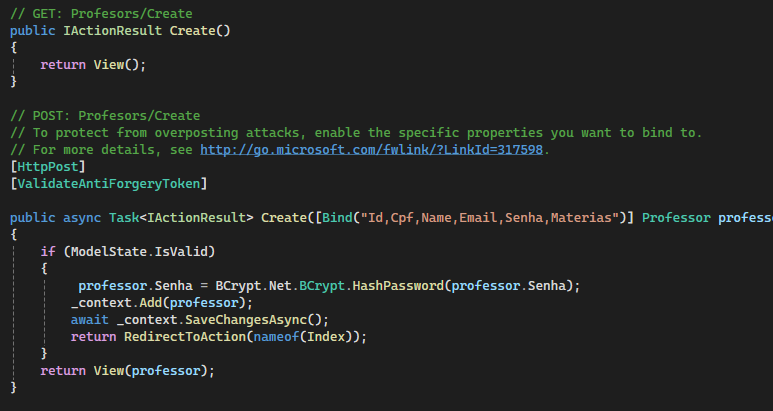 // GET: Profesors/Create
public IActionResult Create()
{
return View();
}
// POST: Profesors/Create
// To protect from overposting attacks, enable the specific properties you want to bind to.
// For more details, see http://go.microsoft.com/fwlink/?LinkId=317598.
[HttpPost]
[ValidateAntiForgeryToken]
public async Task<IActionResult> Create([Bind("Id,Cpf,Name,Email,Senha,Materias")] Professor profess
{
if (ModelState.IsValid)
{
professor.Senha = BCrypt.Net.BCrypt.HashPassword(professor.Senha);
_context.Add(professor);
await _context.SaveChangesAsync();
return RedirectToAction(nameof(Index));
}
return View(professor);
}